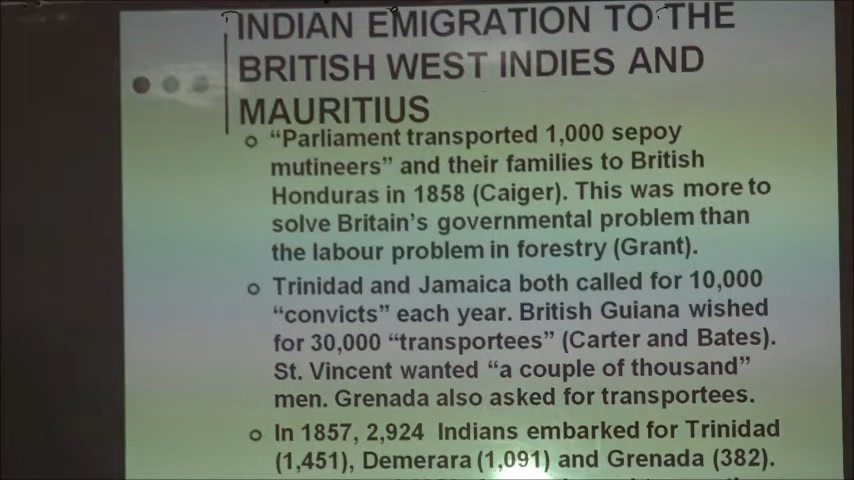 INDIAN EMIGRATION TO THE
BRITISH WEST INDIES AND
MAURITIUS
"Parliament transported 1,000 sepoy
mutineers" and their families to British
Honduras in 1858 (Caiger). This was more to
solve Britain's governmental problem than
the labour problem in forestry (Grant).
Trinidad and Jamaica both called for 10,000
"convicts" each year. British Guiana wished
for 30,000 "transportees" (Carter and Bates).
St. Vincent wanted "a couple of thousand"
men. Grenada also asked for transportees.
In 1857, 2,924 Indians embarked for Trinidad
(1,451), Demerara (1,091) and Grenada (382).